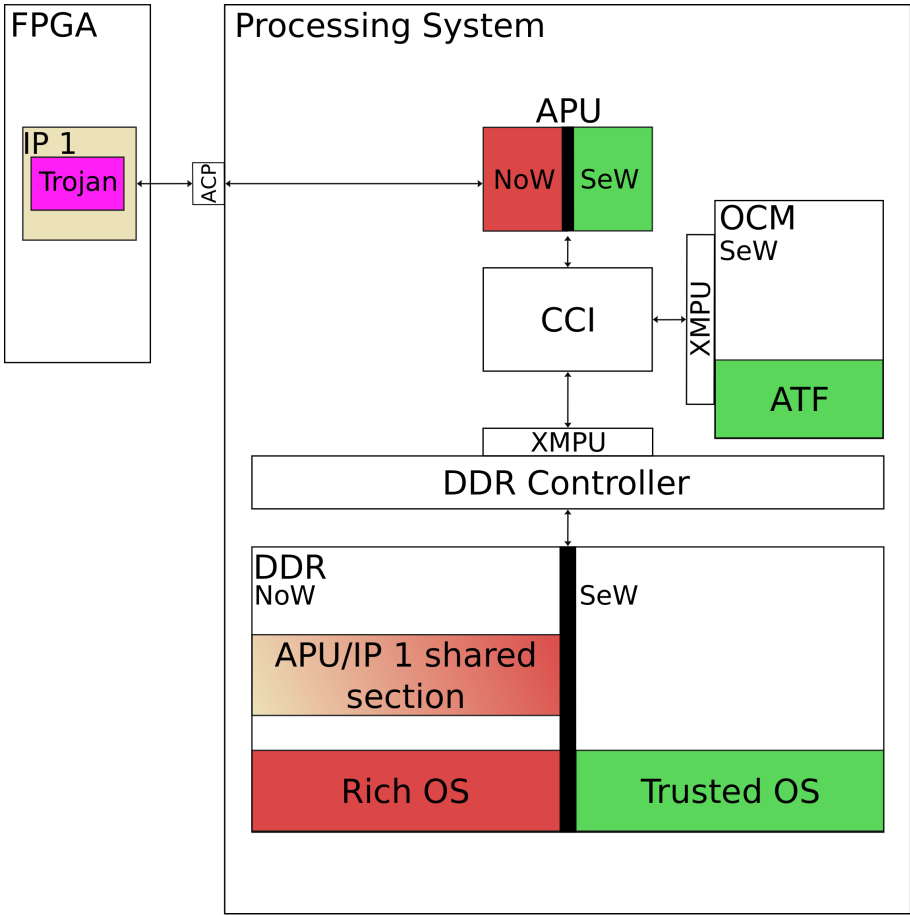 FPGA
Processing System
IP 1
Trojan
ACP
APU
NoW
SeW
OCM
SeW
XMPU
CCI
ATF
XMPU
DDR Controller
DDR
NoW
SeW
APU/IP 1 shared
section
Rich OS
Trusted OS